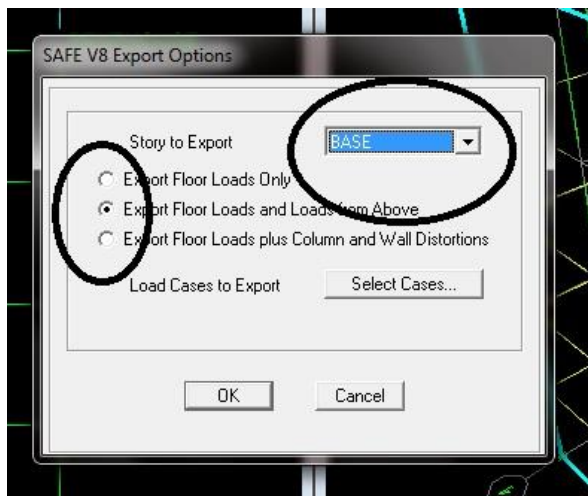 SAFE V8 Export Options
Story to Export BASE
Export Floor Loads Only
Export Floor Loads and Loads from Above
Export Floor Loads plus Column and Wall Distortions
Load Cases to Export Select Cases...
OK Cancel